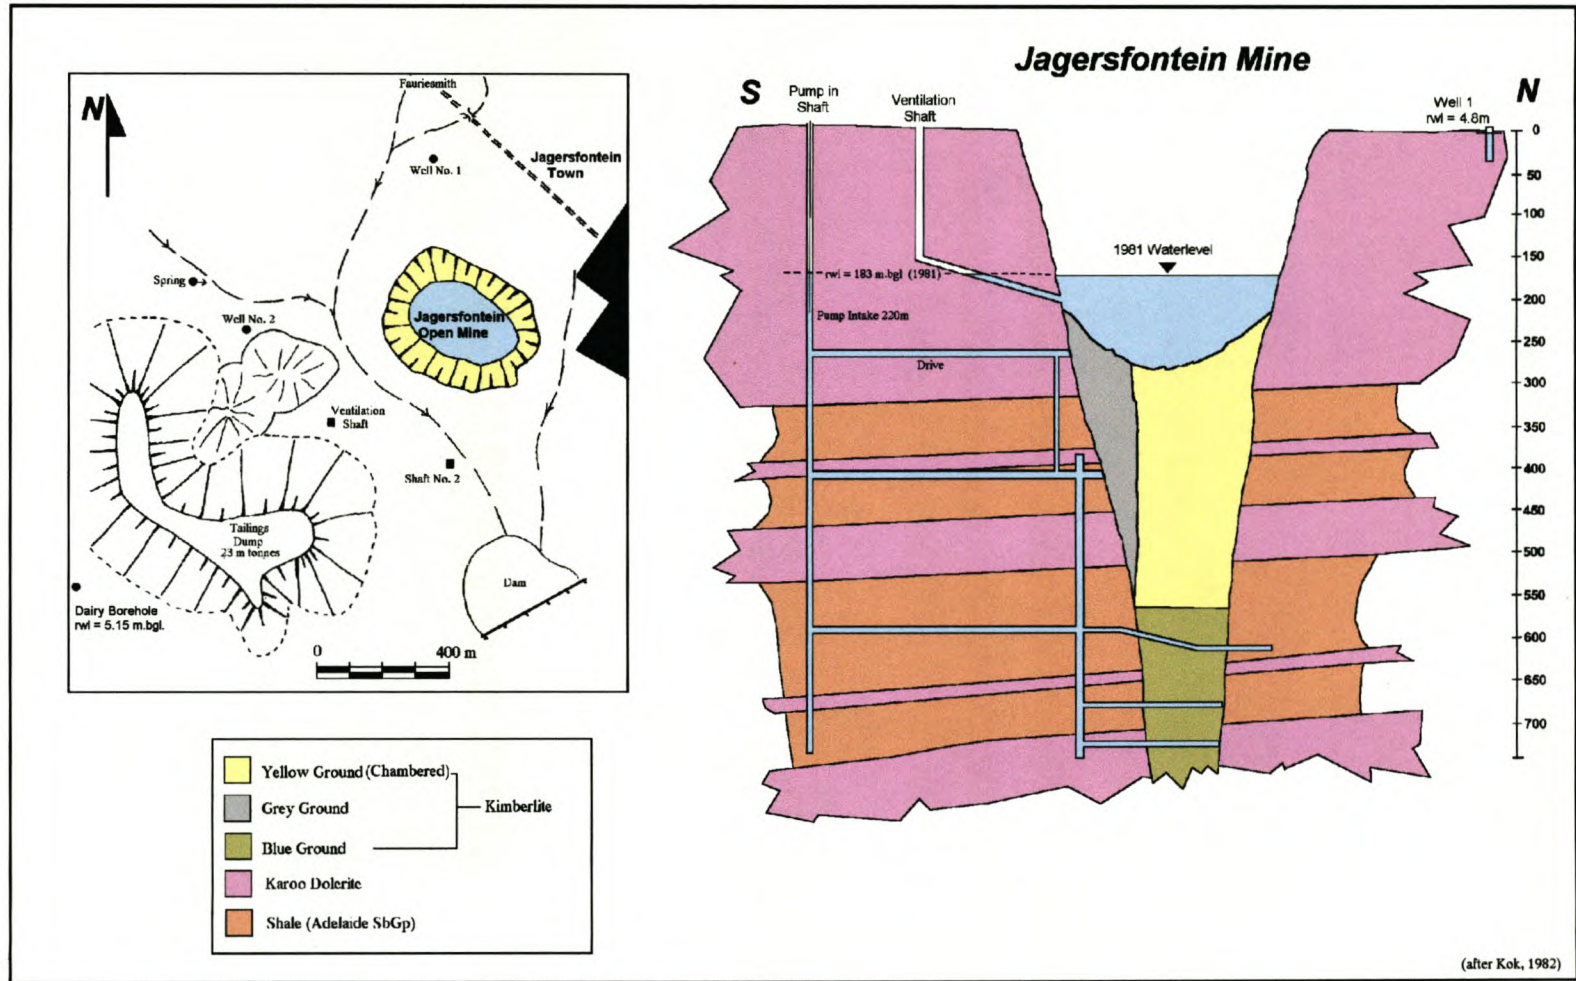 Jagersfontein Mine
N
Fauriesmith
Well No. 1
Jagersfontein
Town
Spring
Well No. 2
Jagersfontein
Open Mine
Ventilation
Shaft
Shaft No. 2
Tailings
Dump
23 m tonnes
Dam
Dairy Borehole
rwl = 5.15 m.bgl.
0
400 m
S
Pump in
Shaft
Ventilation
Shaft
N
Well 1
rwl = 4.8m
1981 Waterlevel
rwl = 183 m.bgl (1981)
Pump Intake 220m
Drive
0
50
100
150
200
250
300
350
400
450
500
550
600
650
700
Yellow Ground (Chambered)
Grey Ground
Kimberlite
Blue Ground
Karoo Dolerite
Shale (Adelaide SbGp)
(after Kok, 1982)